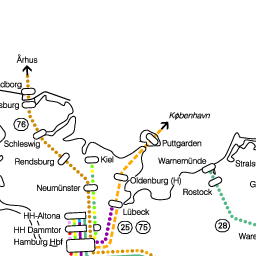 Århus
dborg
sburg
76
Schleswig
Rendsburg
Kiel
Neumünster
HH-Altona
HH Dammtor
Hamburg Hbf
København
Puttgarden
Warnemünde
Strals
Oldenburg (H)
Rostock
G
Lübeck
25
75
28
Ware